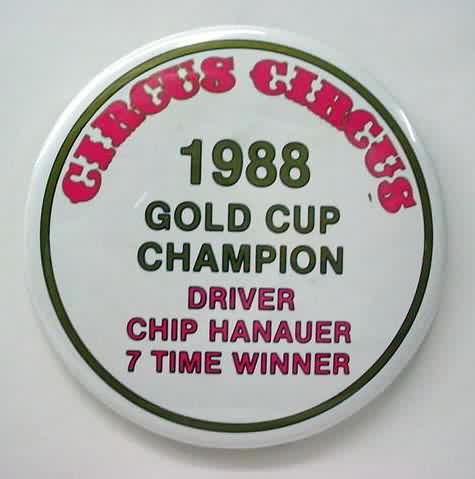 CIRCUS CIRCUS
1988
GOLD CUP
CHAMPION
DRIVER
CHIP HANAUER
7 TIME WINNER